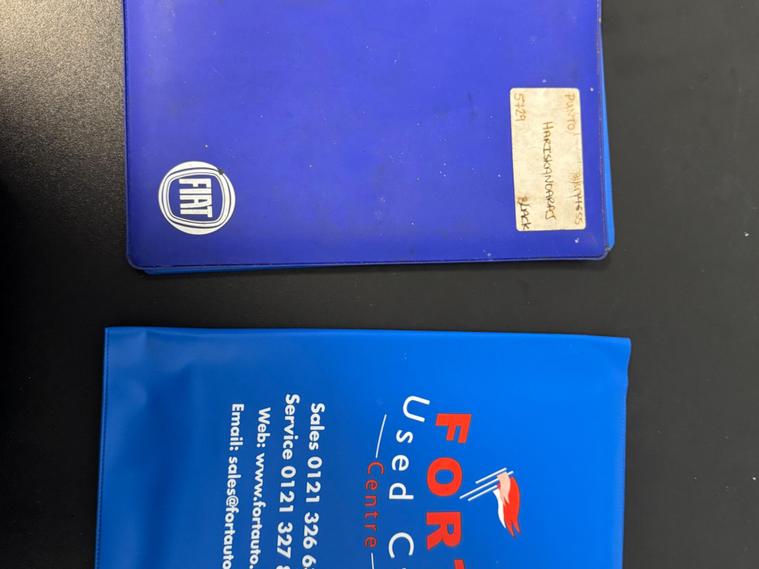 FIAT
PUNTO
HARISKANDARAS
5729
BLACK
FORT
Used C
Centre
Sales 0121 326 6
Service 0121 327 8
Web: www.fortauto.
Email: sales@fortauto